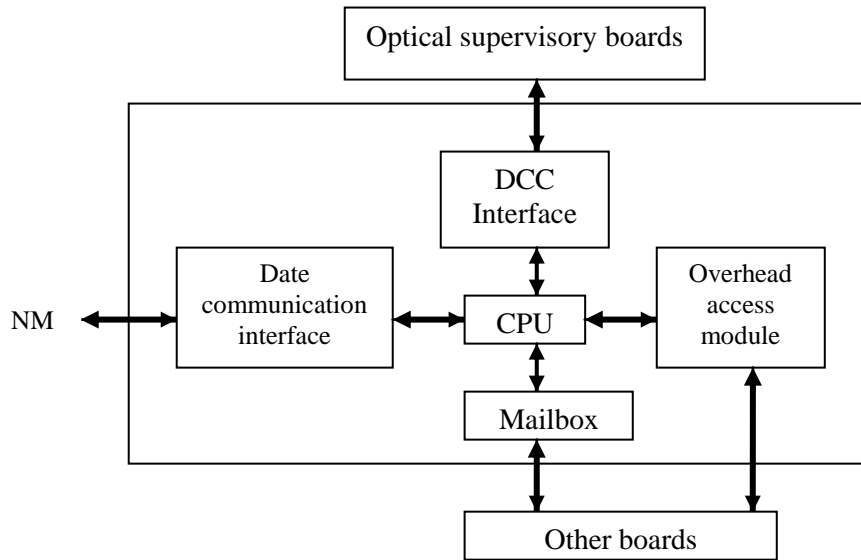 Optical supervisory boards
DCC
Interface
Date
communication
interface
Overhead
access
module
NM
CPU
Mailbox
Other boards